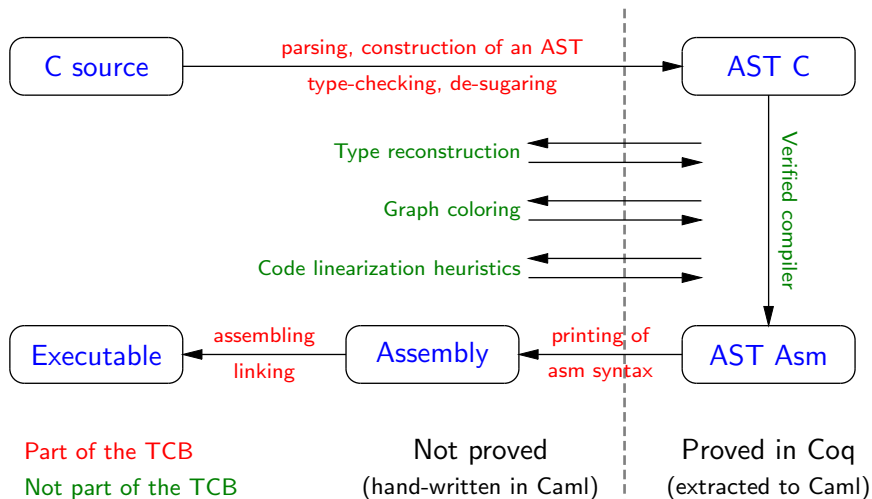 parsing, construction of an AST
C source
AST C
type-checking, de-sugaring
Type reconstruction
Verified compiler
Graph coloring
Code linearization heuristics
assembling
printing of
Executable
Assembly
AST Asm
linking
asm syntax
Part of the TCB
Not proved
Proved in Coq
Not part of the TCB
(hand-written in Caml)
(extracted to Caml)